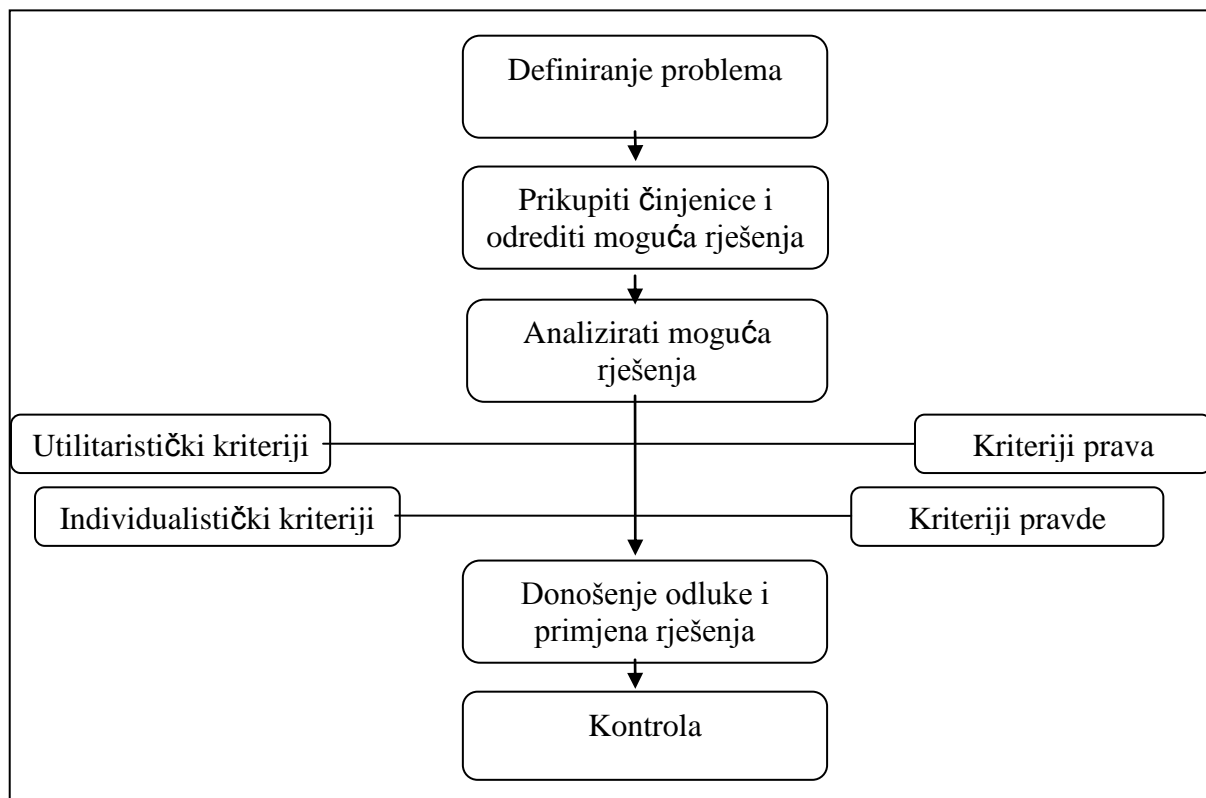 Definiranje problema
Prikupiti činjenice i
odrediti moguća rješenja
Analizirati moguća
rješenja
Utilitaristički kriteriji
Kriteriji prava
Individualistički kriteriji
Kriteriji pravde
Donošenje odluke i
primjena rješenja
Kontrola